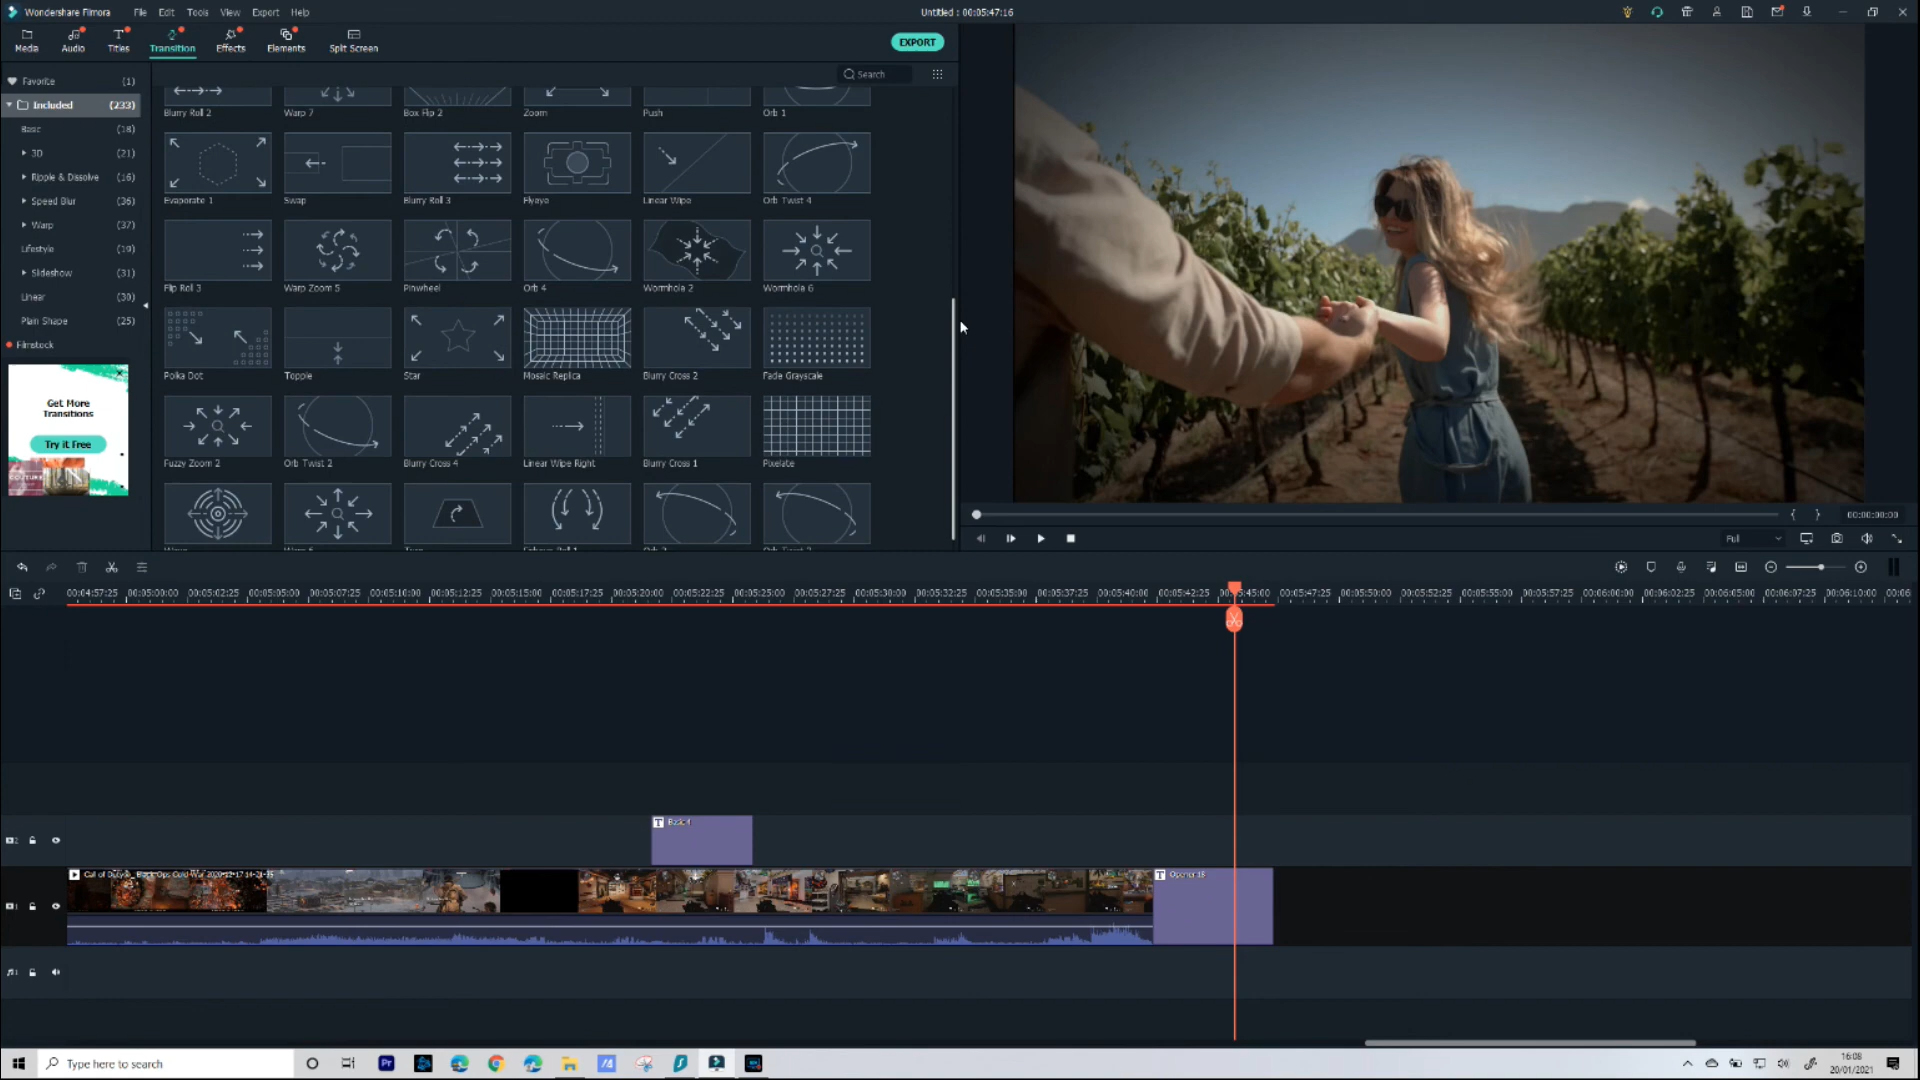 Wondershare Filmora File Edit Tools View Export Help Untitled : 00:05:47:16
Media Audio Titles Transition Effects Elements Split Screen EXPORT
Search
Favorite (1)
Included (233)
Basic (18)
3D (21)
Ripple & Dissolve (16)
Speed Blur (36)
Warp (37)
Lifestyle (19)
Slideshow (31)
Linear (30)
Plain Shape (25)
Filmstock
Get More
Transitions
Try it Free
Blurry Roll 2 Warp 7 Box Flip 2 Zoom Push Orb 1
Evaporate 1 Swap Blurry Roll 3 Flyeye Linear Wipe Orb Twist 4
Flip Roll 3 Warp Zoom 5 Pinwheel Orb 4 Wormhole 2 Wormhole 6
Polka Dot Topple Star Mosaic Replica Blurry Cross 2 Fade Grayscale
Fuzzy Zoom 2 Orb Twist 2 Blurry Cross 4 Linear Wipe Right Blurry Cross 1 Pixelate
{ } 00:00:00:00
Full
00:04:57:25 00:05:00:00 00:05:02:25 00:05:05:00 00:05:07:25 00:05:10:00 00:05:12:25 00:05:15:00 00:05:17:25 00:05:20:00 00:05:22:25 00:05:25:00 00:05:27:25 00:05:30:00 00:05:32:25 00:05:35:00 00:05:37:25 00:05:40:00 00:05:42:25 00:05:45:00 00:05:47:25 00:05:50:00 00:05:52:25 00:05:55:00 00:05:57:25 00:06:00:00 00:06:02:25 00:06:05:00 00:06:07:25 00:06:10:00 00:06
T Basic 4
Call of Duty® Black Ops Cold War 2020-12-17 14-21-35
T Opener 18
Type here to search
Pr
16:08
20/01/2021